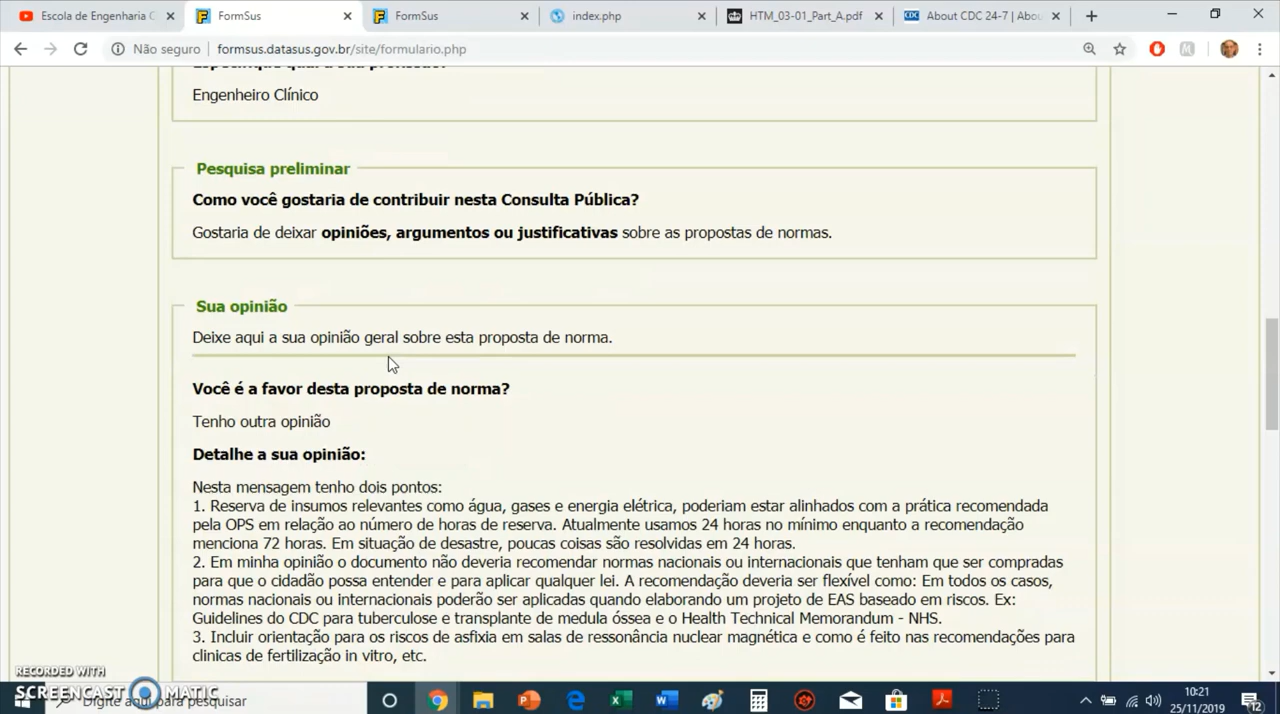 Escola de Engenharia C
FormSus
FormSus
index.php
HTM_03-01_Part_A.pdf
CDC About CDC 24-7 | Abou
Não seguro
formsus.datasus.gov.br/site/formulario.php
Especifique qual a sua profissão:
Engenheiro Clínico
Pesquisa preliminar
Como você gostaria de contribuir nesta Consulta Pública?
Gostaria de deixar opiniões, argumentos ou justificativas sobre as propostas de normas.
Sua opinião
Deixe aqui a sua opinião geral sobre esta proposta de norma.
Você é a favor desta proposta de norma?
Tenho outra opinião
Detalhe a sua opinião:
Nesta mensagem tenho dois pontos:
1. Reserva de insumos relevantes como água, gases e energia elétrica, poderiam estar alinhados com a prática recomendada
pela OPS em relação ao número de horas de reserva. Atualmente usamos 24 horas no mínimo enquanto a recomendação
menciona 72 horas. Em situação de desastre, poucas coisas são resolvidas em 24 horas.
2. Em minha opinião o documento não deveria recomendar normas nacionais ou internacionais que tenham que ser compradas
para que o cidadão possa entender e para aplicar qualquer lei. A recomendação deveria ser flexível como: Em todos os casos,
normas nacionais ou internacionais poderão ser aplicadas quando elaborando um projeto de EAS baseado em riscos. Ex:
Guidelines do CDC para tuberculose e transplante de medula óssea e o Health Technical Memorandum - NHS.
3. Incluir orientação para os riscos de asfixia em salas de ressonância nuclear magnética e como é feito nas recomendações para
clinicas de fertilização in vitro, etc.
RECORDED WITH
SCREENCAST MATIC
Digite aqui para pesquisar
10:21
25/11/2019
12